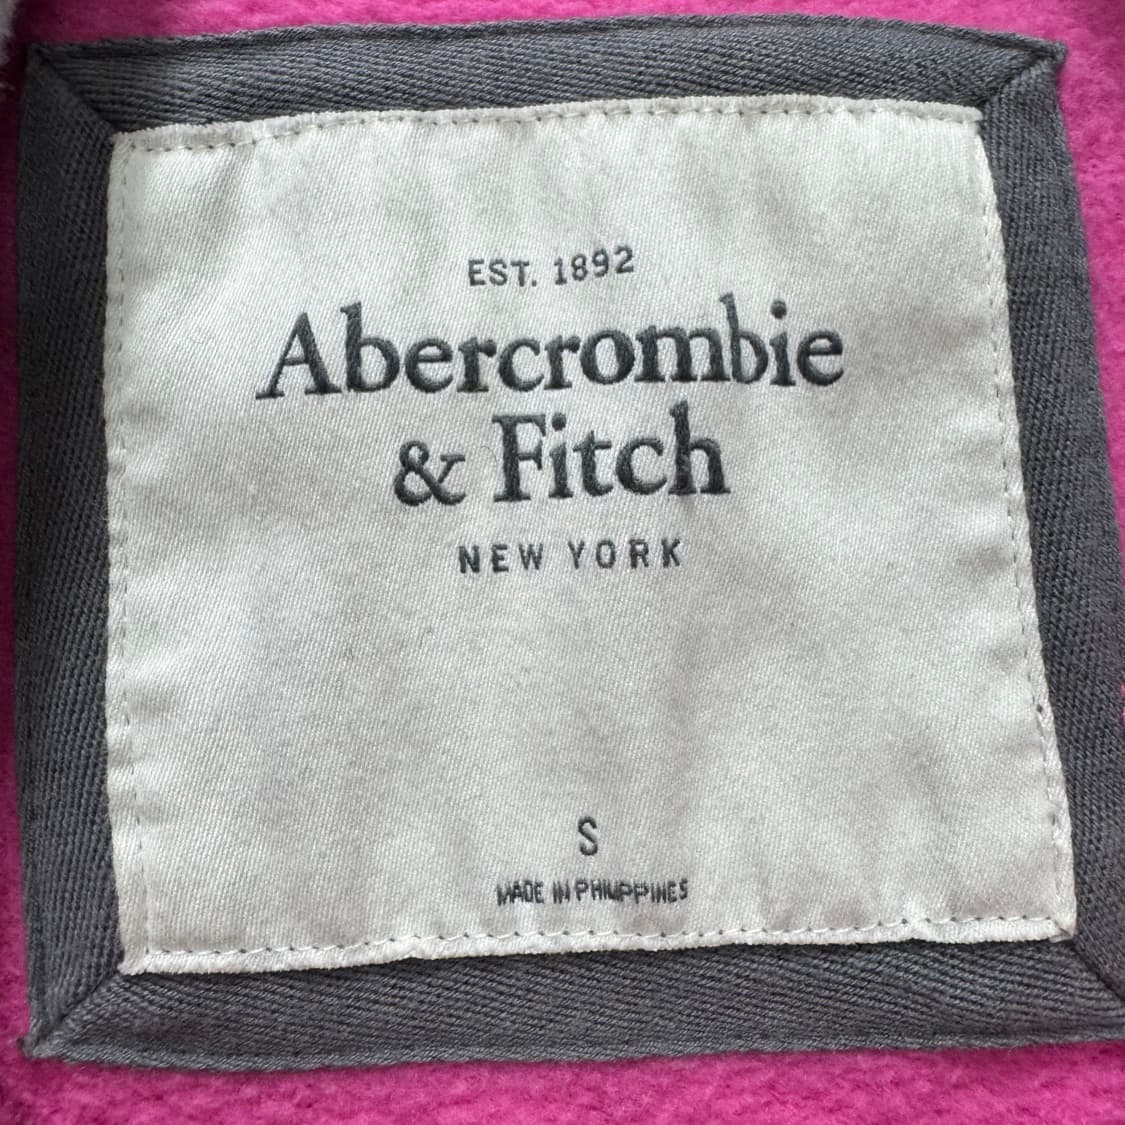 EST. 1892
Abercrombie
& Fitch
NEW YORK
S
MADE IN PHILIPPINES